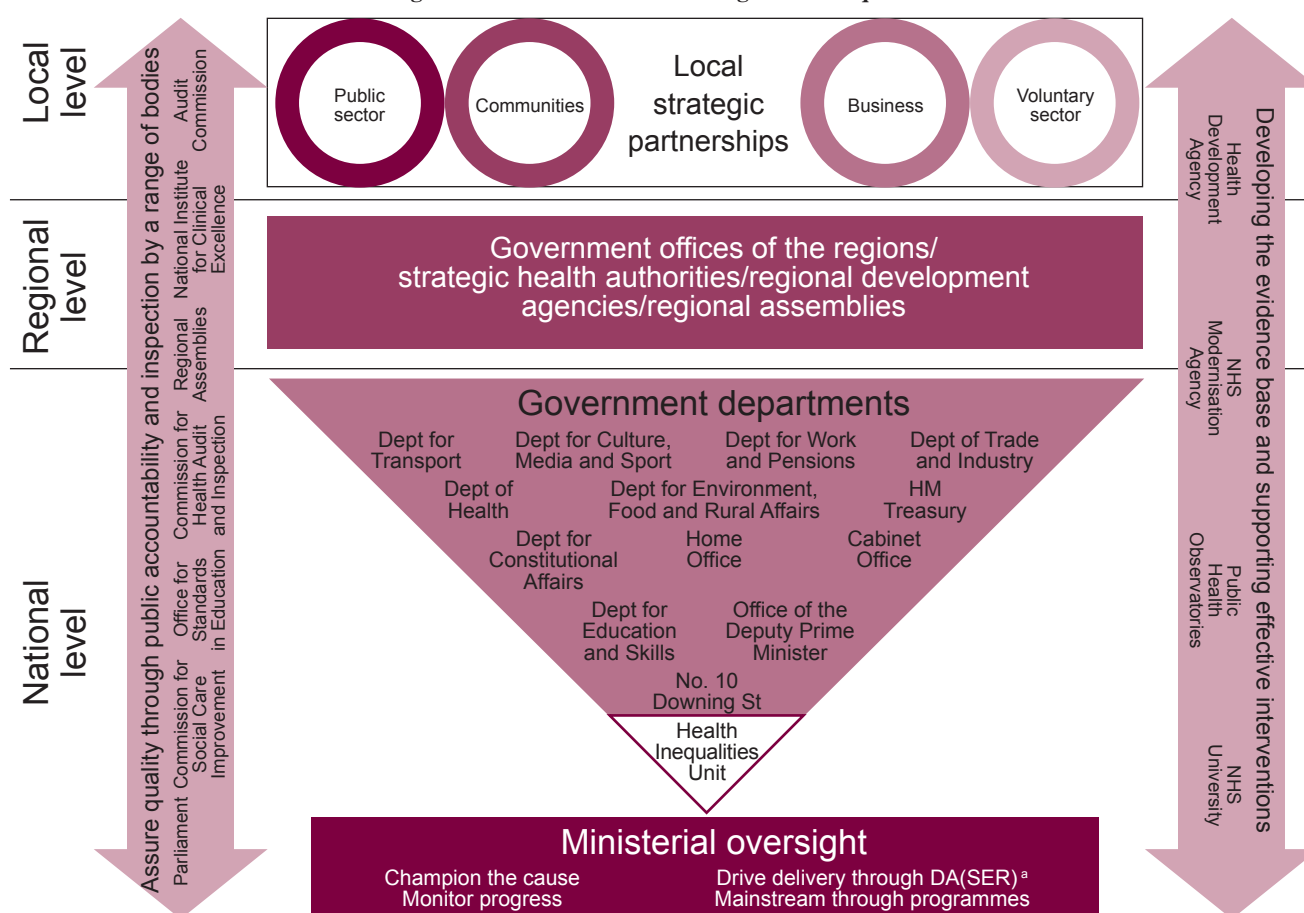 Local
level
Regional
level
National
level
Assure quality through public accountability and inspection by a range of bodies
Audit
Commission
National Institute
for Clinical
Excellence
Regional
Assemblies
Commission for
Health Audit
and Inspection
Office for
Standards
in Education
Commission for
Social Care
Improvement
Parliament
Public
sector
Communities
Local
strategic
partnerships
Business
Voluntary
sector
Government offices of the regions/
strategic health authorities/regional development
agencies/regional assemblies
Government departments
Dept for
Transport
Dept for Culture,
Media and Sport
Dept for Work
and Pensions
Dept of Trade
and Industry
Dept of
Health
Dept for Environment,
Food and Rural Affairs
HM
Treasury
Dept for
Constitutional
Affairs
Home
Office
Cabinet
Office
Dept for
Education
and Skills
Office of the
Deputy Prime
Minister
No. 10
Downing St
Health
Inequalities
Unit
Ministerial oversight
Champion the cause
Monitor progress
Drive delivery through DA(SER) a
Mainstream through programmes
Developing the evidence base and supporting effective interventions
Health
Development
Agency
NHS
Modernisation
Agency
Public
Health
Observatories
NHS
University